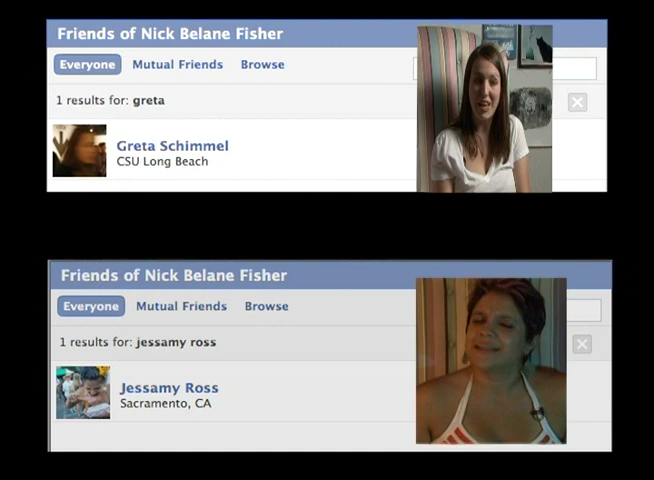 Friends of Nick Belane Fisher
Everyone Mutual Friends Browse
1 results for: greta
Greta Schimmel
CSU Long Beach
Friends of Nick Belane Fisher
Everyone Mutual Friends Browse
1 results for: jessamy ross
Jessamy Ross
Sacramento, CA